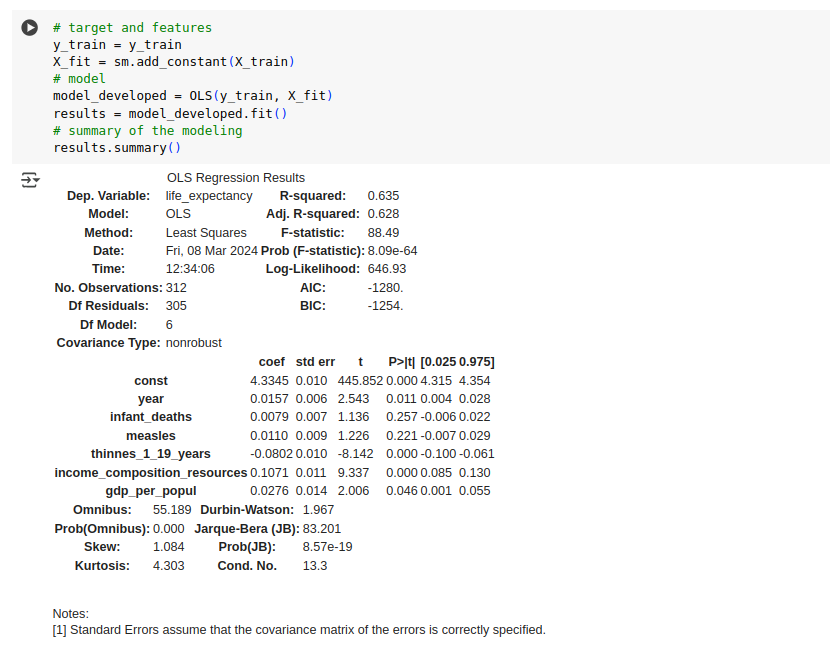 # target and features
y_train = y_train
X_fit = sm.add_constant(X_train)
# model
model_developed = OLS(y_train, X_fit)
results = model_developed.fit()
# summary of the modeling
results.summary()
OLS Regression Results
Dep. Variable: life_expectancy R-squared: 0.635
Model: OLS Adj. R-squared: 0.628
Method: Least Squares F-statistic: 88.49
Date: Fri, 08 Mar 2024 Prob (F-statistic): 8.09e-64
Time: 12:34:06 Log-Likelihood: 646.93
No. Observations: 312 AIC: -1280.
Df Residuals: 305 BIC: -1254.
Df Model: 6
Covariance Type: nonrobust
coef std err t P>|t| [0.025 0.975]
const 4.3345 0.010 445.852 0.000 4.315 4.354
year 0.0157 0.006 2.543 0.011 0.004 0.028
infant_deaths 0.0079 0.007 1.136 0.257 -0.006 0.022
measles 0.0110 0.009 1.226 0.221 -0.007 0.029
thinnes_1_19_years -0.0802 0.010 -8.142 0.000 -0.100 -0.061
income_composition_resources 0.1071 0.011 9.337 0.000 0.085 0.130
gdp_per_popul 0.0276 0.014 2.006 0.046 0.001 0.055
Omnibus: 55.189 Durbin-Watson: 1.967
Prob(Omnibus): 0.000 Jarque-Bera (JB): 83.201
Skew: 1.084 Prob(JB): 8.57e-19
Kurtosis: 4.303 Cond. No. 13.3
Notes:
[1] Standard Errors assume that the covariance matrix of the errors is correctly specified.